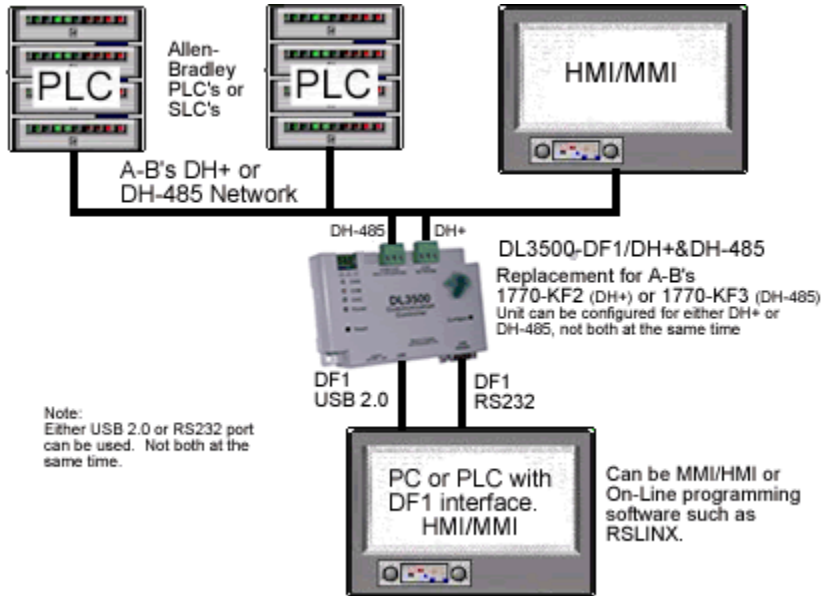 PLC
Allen-
Bradley
PLC's or
SLC's
PLC
HMI/MMI
A-B's DH+ or
DH-485 Network
DH-485
DH+
DL3500-DF1/DH+&DH-485
Replacement for A-B's
1770-KF2 (DH+) or 1770-KF3 (DH-485)
Unit can be configured for either DH+ or
DH-485, not both at the same time
DL3500
DF1
USB 2.0
DF1
RS232
Note:
Either USB 2.0 or RS232 port
can be used.  Not both at the
same time.
PC or PLC with
DF1 interface.
HMI/MMI
Can be MMI/HMI or
On-Line programming
software such as
RSLINX.